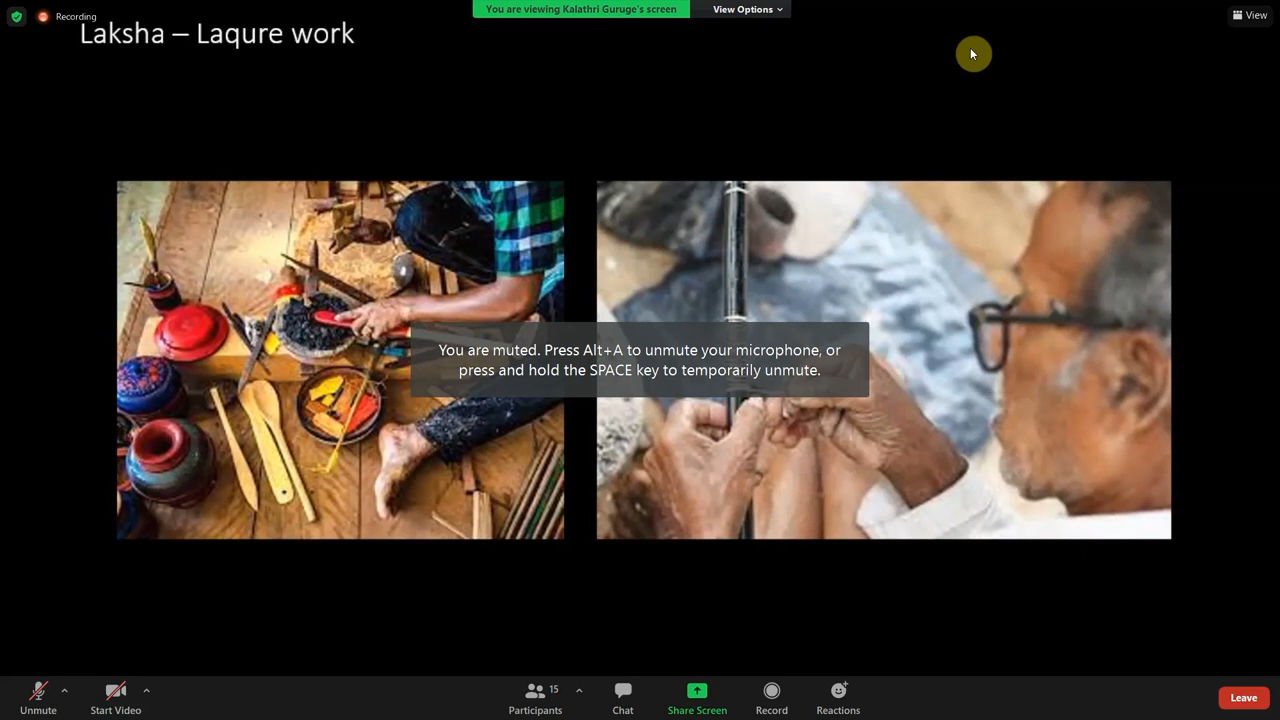 Recording
You are viewing Kalathri Guruge's screen
View Options
View
Laksha – Laqure work
You are muted. Press Alt+A to unmute your microphone, or
press and hold the SPACE key to temporarily unmute.
Unmute
Start Video
15
Participants
Chat
Share Screen
Record
Reactions
Leave